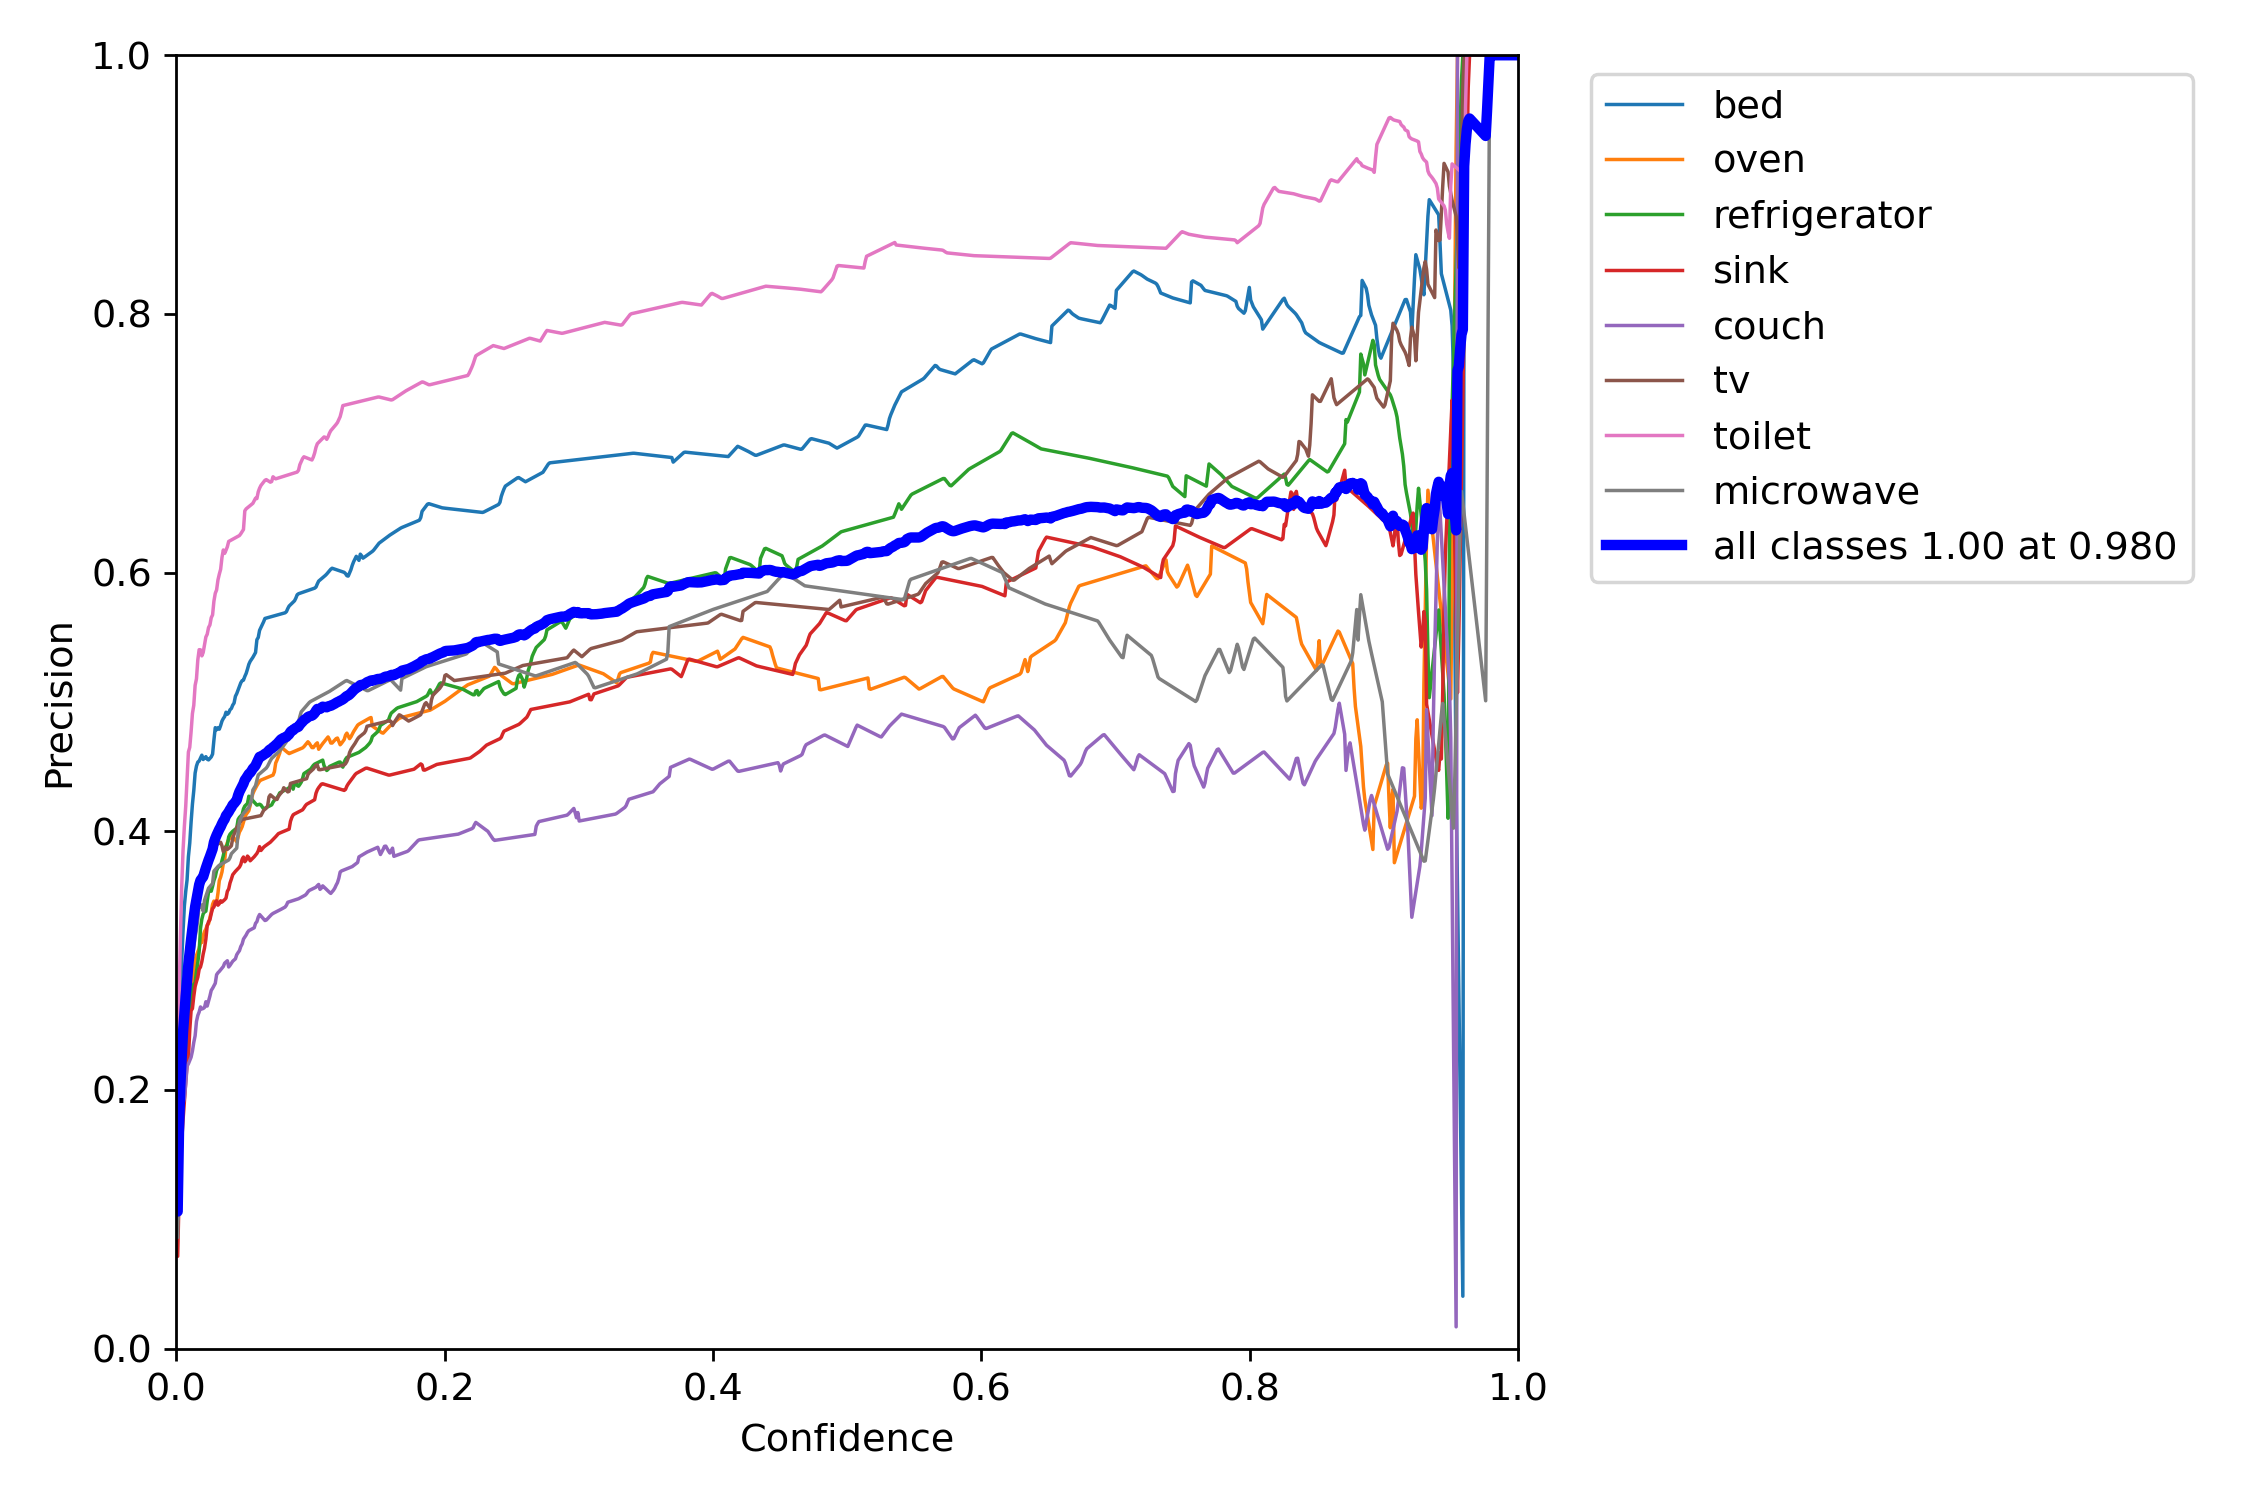 1.0
0.8
0.6
0.4
0.2
0.0
Precision
0.0 0.2 0.4 0.6 0.8 1.0
Confidence
bed
oven
refrigerator
sink
couch
tv
toilet
microwave
all classes 1.00 at 0.980